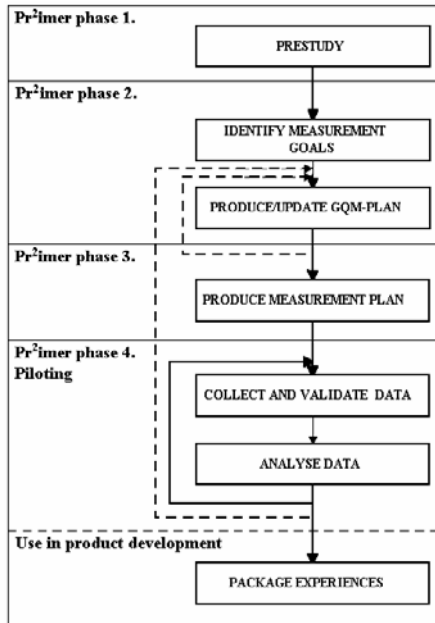 Pr²imer phase 1.
PRESTUDY
Pr²imer phase 2.
IDENTIFY MEASUREMENT
GOALS
PRODUCE/UPDATE GQM-PLAN
Pr²imer phase 3.
PRODUCE MEASUREMENT PLAN
Pr²imer phase 4.
Piloting
COLLECT AND VALIDATE DATA
ANALYSE DATA
Use in product development
PACKAGE EXPERIENCES